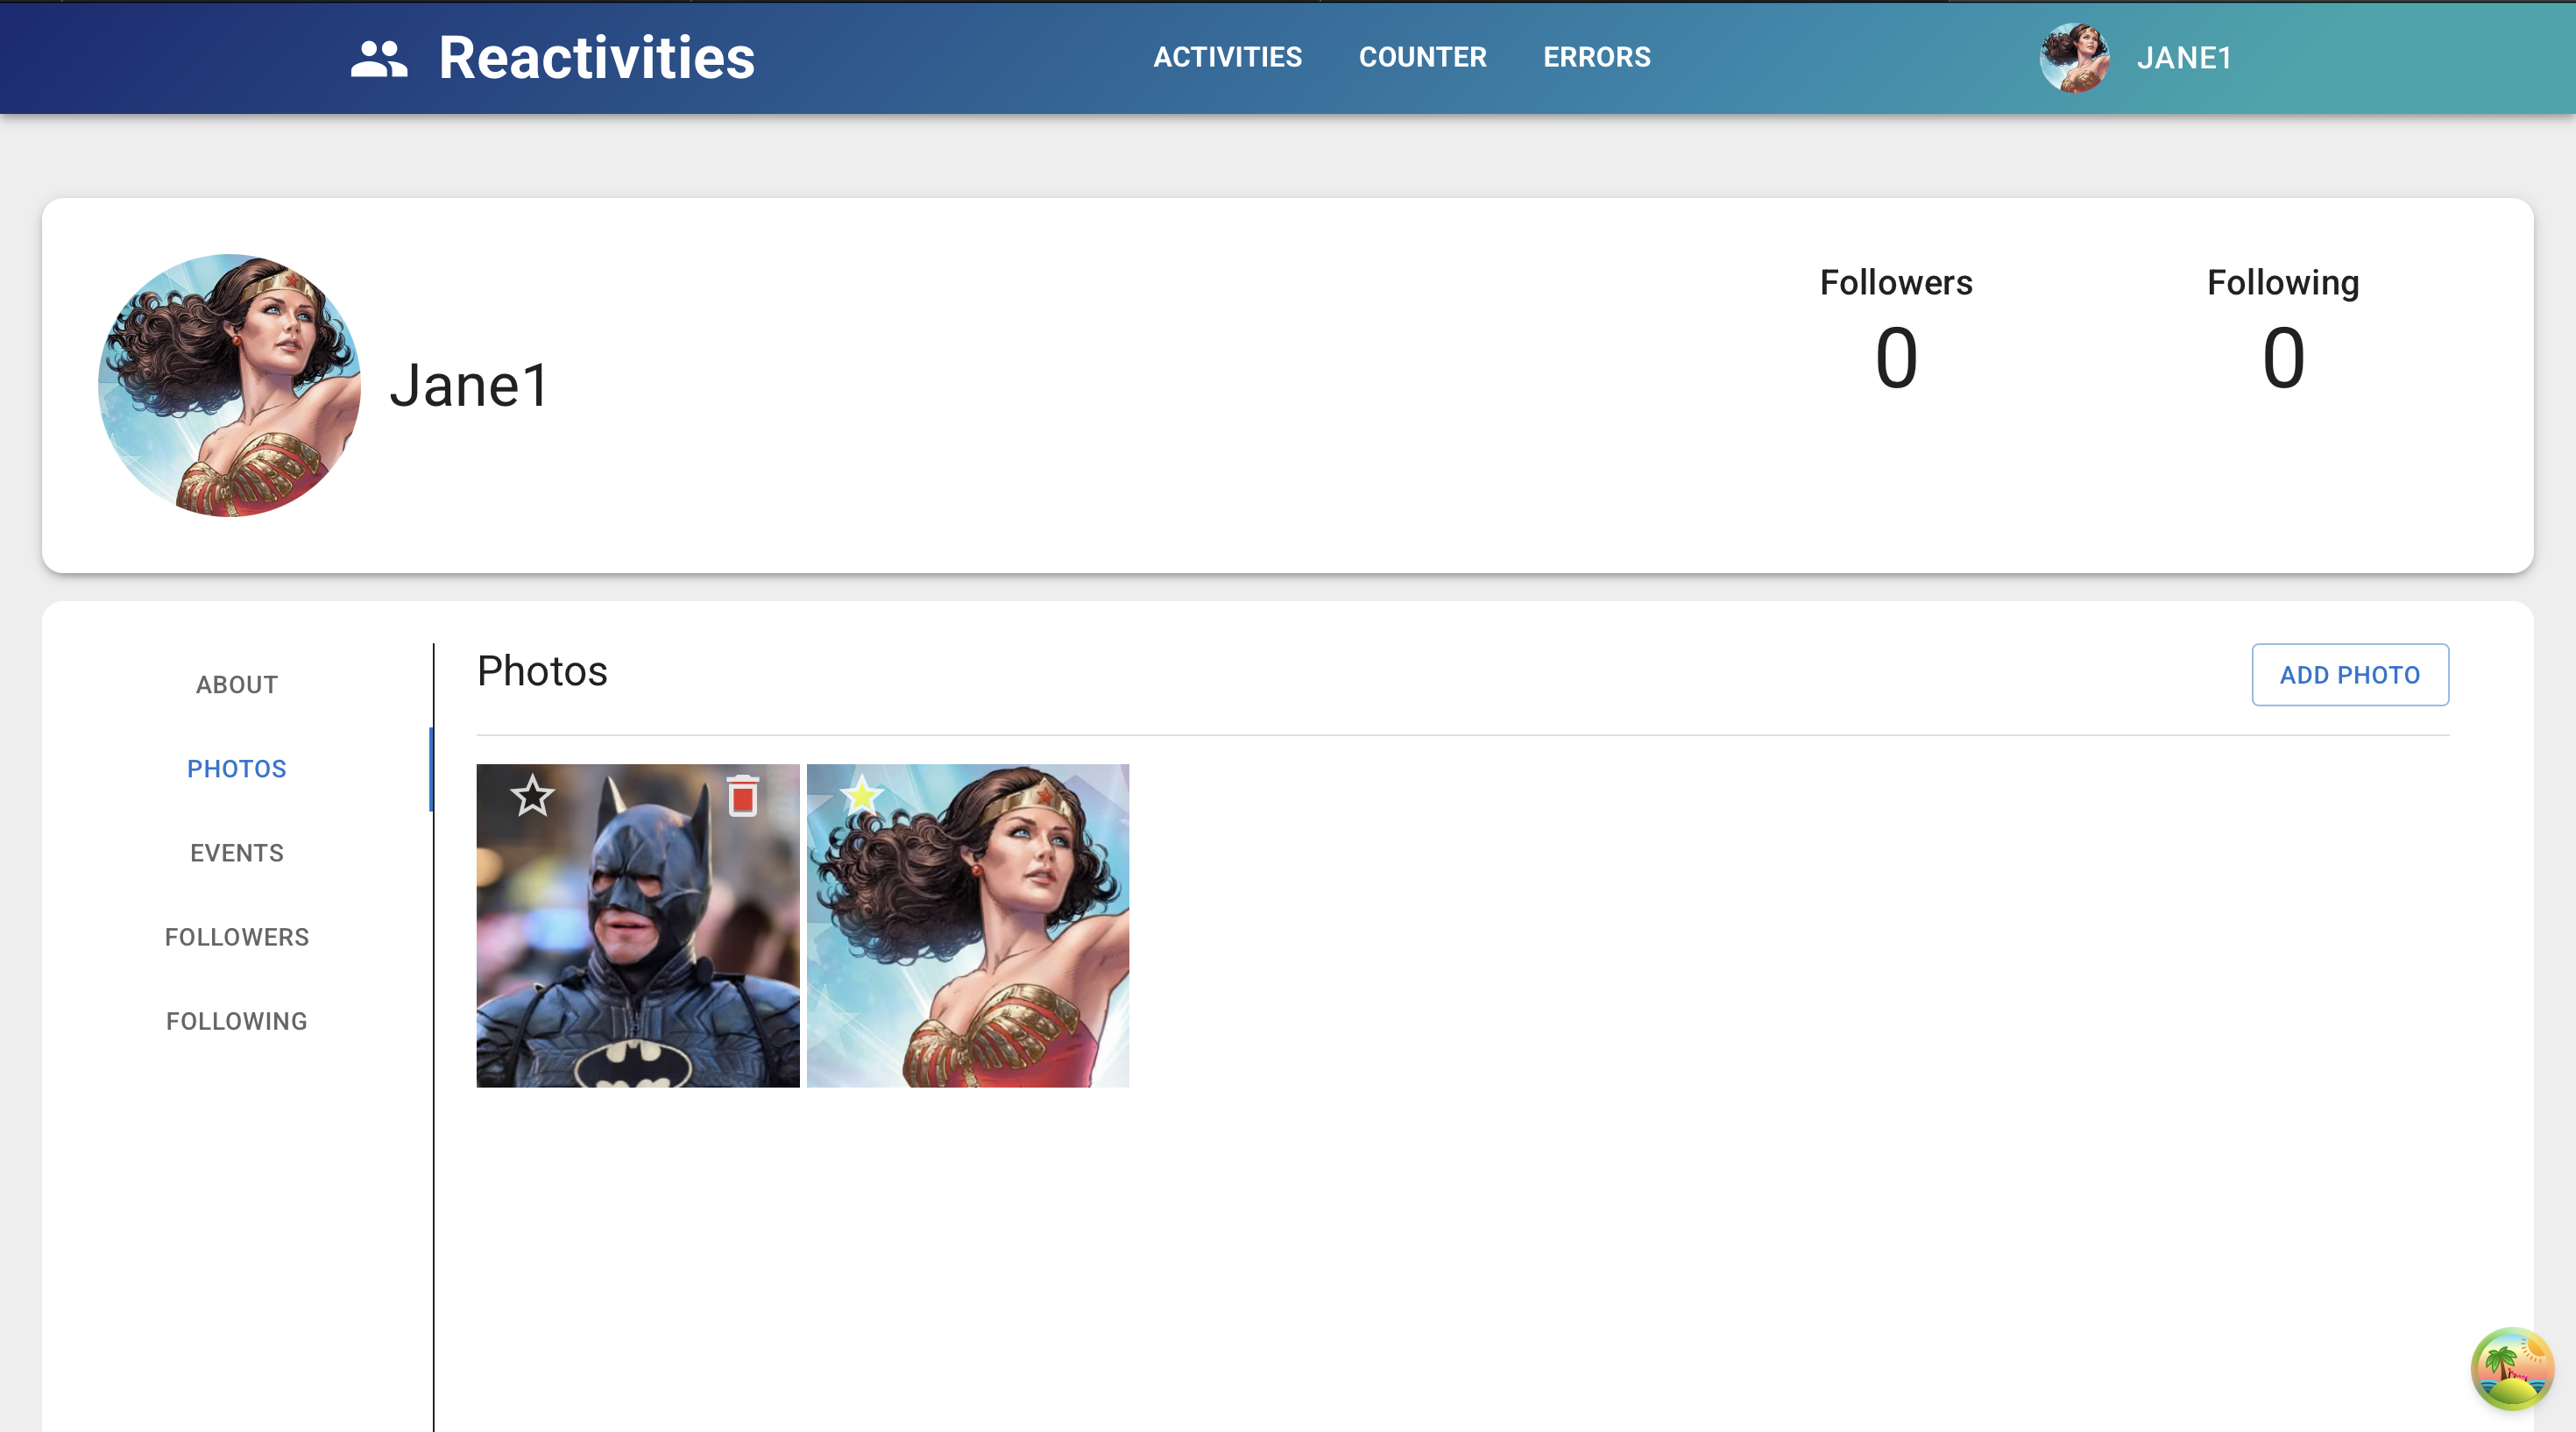 Reactivities
ACTIVITIES COUNTER ERRORS
JANE1
Jane1
Followers
0
Following
0
ABOUT
PHOTOS
EVENTS
FOLLOWERS
FOLLOWING
Photos
ADD PHOTO